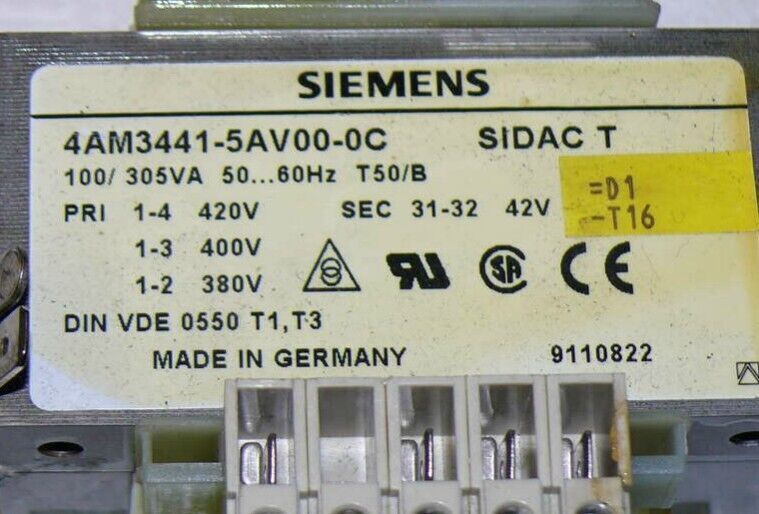 SIEMENS
4AM3441-5AV00-0C SIDAC T
100/ 305VA 50...60Hz T50/B
=D1
PRI 1-4 420V SEC 31-32 42V
-T16
1-3 400V
1-2 380V
DIN VDE 0550 T1,T3
MADE IN GERMANY 9110822